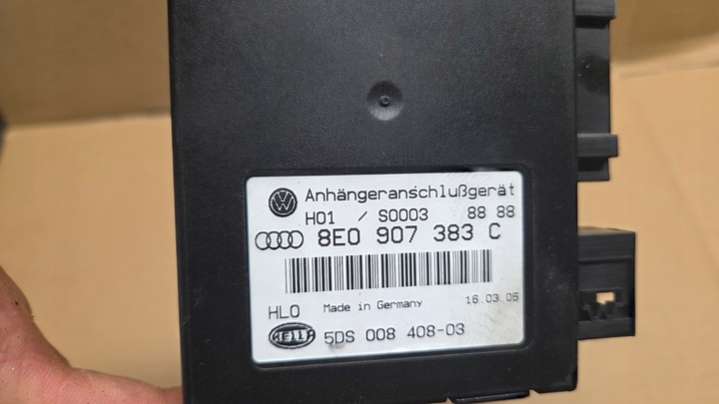 Anhängeranschlußgerät
H01 / S0003 88 88
8E0 907 383 C
HLO Made in Germany 16.03.06
HELLA 5DS 008 408-03